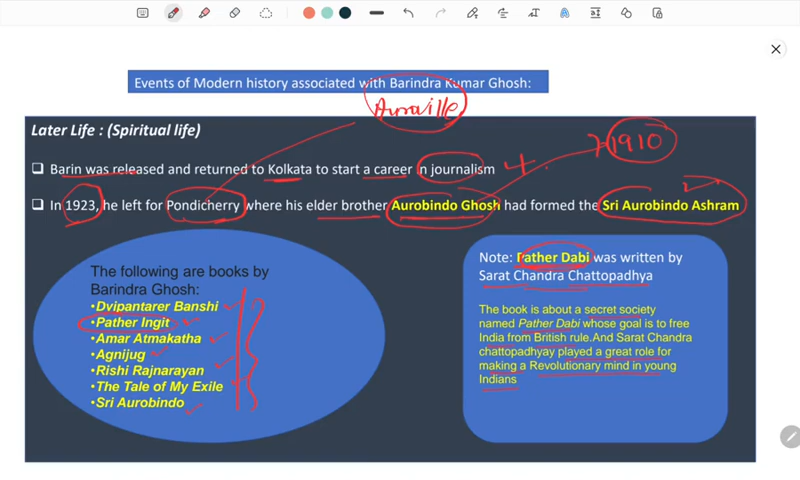 Events of Modern history associated with Barindra Kumar Ghosh:
Auraville
Later Life : (Spiritual life)
1910
❑ Barin was released and returned to Kolkata to start a career in journalism
❑ In 1923, he left for Pondicherry where his elder brother Aurobindo Ghosh had formed the Sri Aurobindo Ashram
The following are books by
Barindra Ghosh:
•Dvipantarer Banshi
•Pather Ingit
•Amar Atmakatha
•Agnijug
•Rishi Rajnarayan
•The Tale of My Exile
•Sri Aurobindo
Note: Pather Dabi was written by
Sarat Chandra Chattopadhya
The book is about a secret society
named Pather Dabi whose goal is to free
India from British rule.And Sarat Chandra
chattopadhyay played a great role for
making a Revolutionary mind in young
Indians